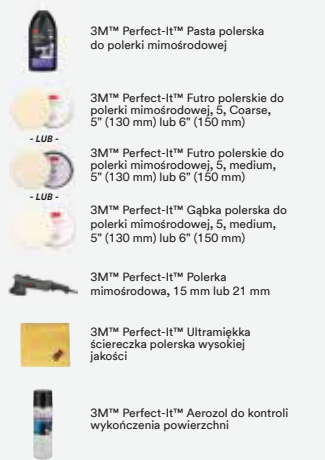 3M™ Perfect-It™ Pasta polerska
do polerki mimośrodowej
3M™ Perfect-It™ Futro polerskie do
polerki mimośrodowej, 5, Coarse,
5" (130 mm) lub 6" (150 mm)
- LUB -
3M™ Perfect-It™ Futro polerskie do
polerki mimośrodowej, 5, medium,
5" (130 mm) lub 6" (150 mm)
- LUB -
3M™ Perfect-It™ Gąbka polerska do
polerki mimośrodowej, 5, medium,
5" (130 mm) lub 6" (150 mm)
3M™ Perfect-It™ Polerka
mimośrodowa, 15 mm lub 21 mm
3M™ Perfect-It™ Ultramiękka
ściereczka polerska wysokiej
jakości
3M™ Perfect-It™ Aerozol do kontroli
wykończenia powierzchni